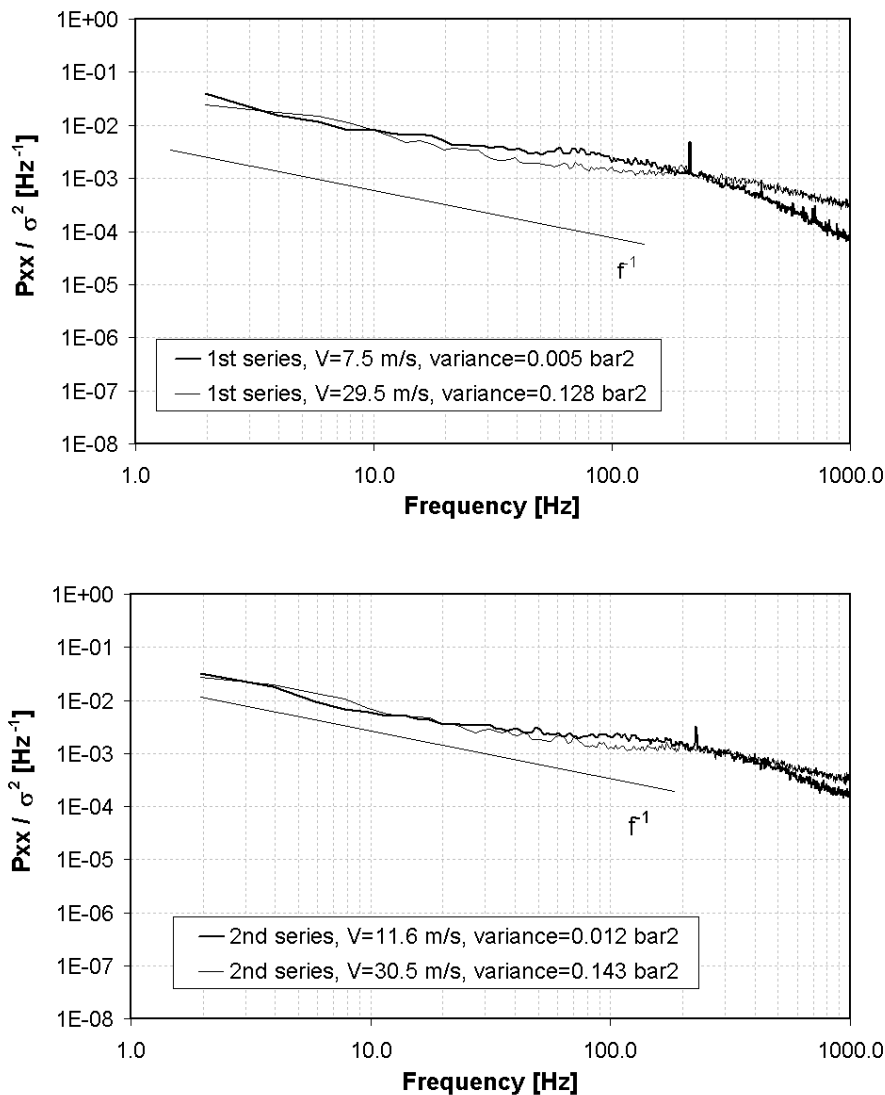 1E+00
1E-01
1E-02
1E-03
1E-04
1E-05
1E-06
1E-07
1E-08
Pxx / σ² [Hz⁻¹]
f⁻¹
1st series, V=7.5 m/s, variance=0.005 bar2
1st series, V=29.5 m/s, variance=0.128 bar2
1.0 10.0 100.0 1000.0
Frequency [Hz]
1E+00
1E-01
1E-02
1E-03
1E-04
1E-05
1E-06
1E-07
1E-08
Pxx / σ² [Hz⁻¹]
f⁻¹
2nd series, V=11.6 m/s, variance=0.012 bar2
2nd series, V=30.5 m/s, variance=0.143 bar2
1.0 10.0 100.0 1000.0
Frequency [Hz]